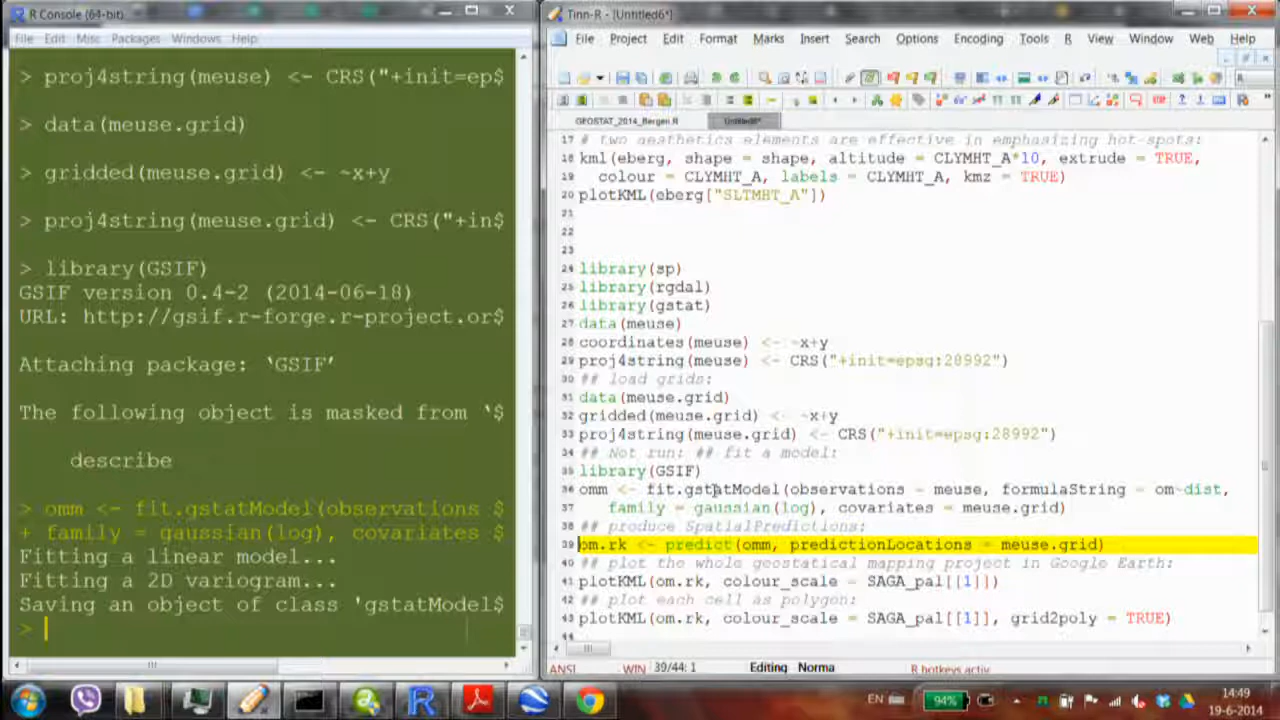 R Console (64-bit)
File Edit Misc Packages Windows Help
> proj4string(meuse) <- CRS("+init=ep$
> data(meuse.grid)
> gridded(meuse.grid) <- ~x+y
> proj4string(meuse.grid) <- CRS("+in$
> library(GSIF)
GSIF version 0.4-2 (2014-06-18)
URL: http://gsif.r-forge.r-project.or$
Attaching package: ‘GSIF’
The following object is masked from ‘$
describe
> omm <- fit.gstatModel(observations $
+ family = gaussian(log), covariates $
Fitting a linear model...
Fitting a 2D variogram...
Saving an object of class 'gstatModel$
>
Tinn-R - [Untitled6*]
File Project Edit Format Marks Insert Search Options Encoding Tools R View Window Web Help
GEOSTAT_2014_Bergen.R Untitled6*
17 # two aesthetics elements are effective in emphasizing hot-spots:
18 kml(eberg, shape = shape, altitude = CLYMHT_A*10, extrude = TRUE,
19 colour = CLYMHT_A, labels = CLYMHT_A, kmz = TRUE)
20 plotKML(eberg["SLTMHT_A"])
21
22
23
24 library(sp)
25 library(rgdal)
26 library(gstat)
27 data(meuse)
28 coordinates(meuse) <- ~x+y
29 proj4string(meuse) <- CRS("+init=epsg:28992")
30 ## load grids:
31 data(meuse.grid)
32 gridded(meuse.grid) <- ~x+y
33 proj4string(meuse.grid) <- CRS("+init=epsg:28992")
34 ## Not run: ## fit a model:
35 library(GSIF)
36 omm <- fit.gstatModel(observations = meuse, formulaString = om~dist,
37 family = gaussian(log), covariates = meuse.grid)
38 ## produce SpatialPredictions:
39 om.rk <- predict(omm, predictionLocations = meuse.grid)
40 ## plot the whole geostatical mapping project in Google Earth:
41 plotKML(om.rk, colour_scale = SAGA_pal[[1]])
42 ## plot each cell as polygon:
43 plotKML(om.rk, colour_scale = SAGA_pal[[1]], grid2poly = TRUE)
44
ANSI WIN 39/44: 1 Editing Norma R hotkeys activ
EN 94% 14:49
19-6-2014